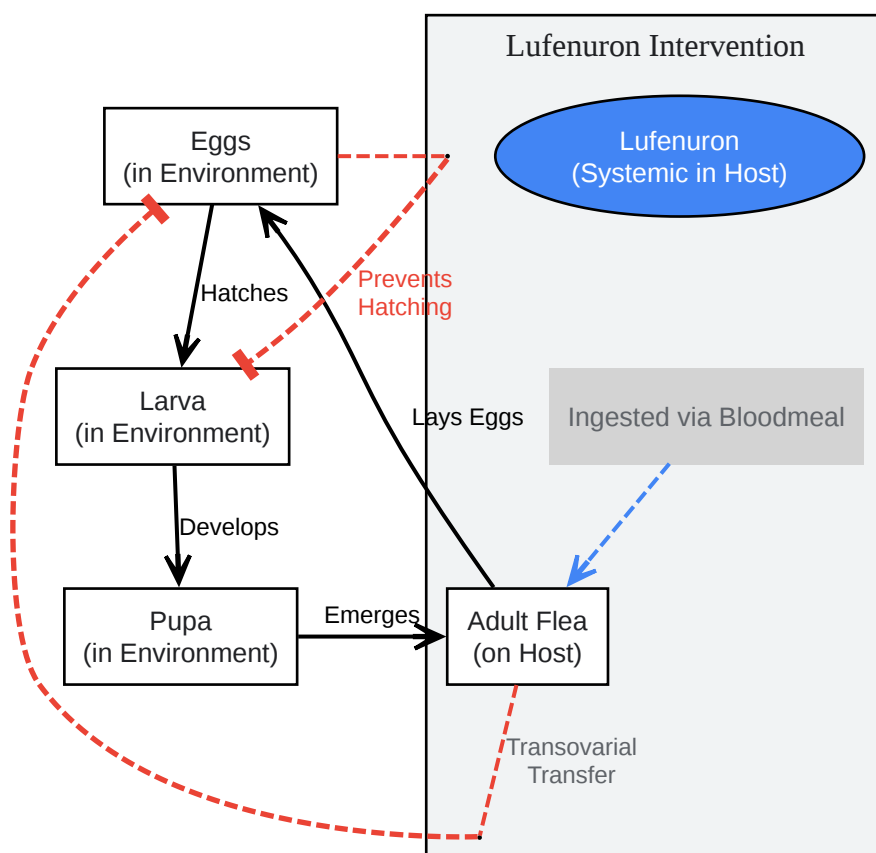 Lufenuron Intervention
Eggs
(in Environment)
Lufenuron
(Systemic in Host)
Hatches
Prevents
Hatching
Larva
(in Environment)
Lays Eggs
Ingested via Bloodmeal
Develops
Pupa
(in Environment)
Emerges
Adult Flea
(on Host)
Transovarial
Transfer